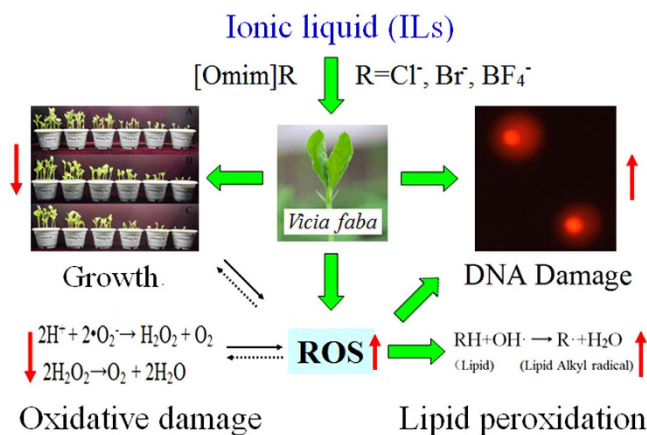 Ionic liquid (ILs)
[Omim]R R=Cl⁻, Br⁻, BF₄⁻
A
B
C
Vicia faba
Growth
DNA Damage
2H⁺+ 2•O₂⁻→H₂O₂ + O₂
2H₂O₂→O₂ + 2H₂O
ROS
RH+OH· → R·+H₂O
(Lipid) (Lipid Alkyl radical)
Oxidative damage
Lipid peroxidation